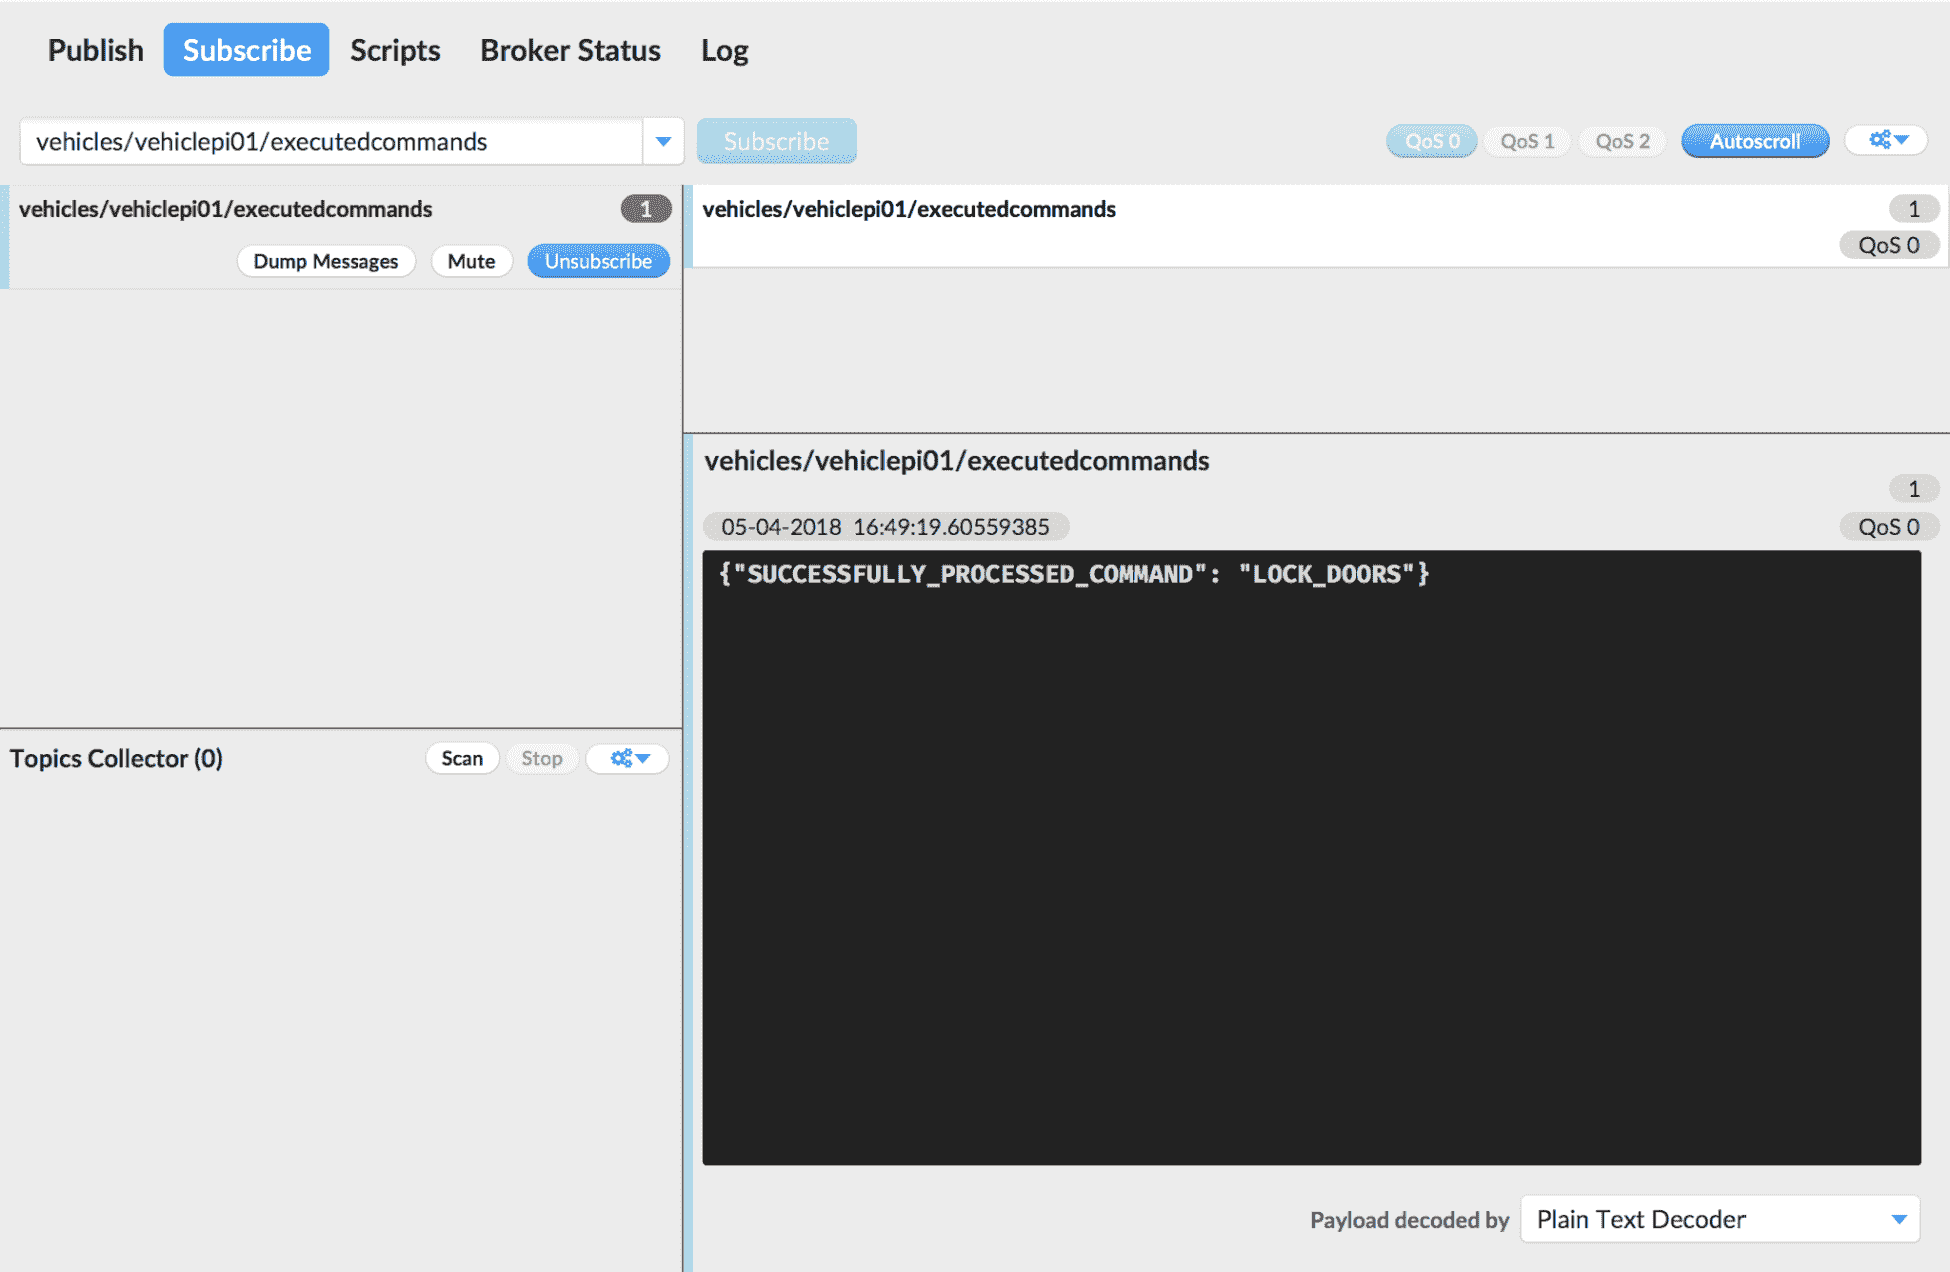 Publish Subscribe Scripts Broker Status Log
vehicles/vehiclepi01/executedcommands Subscribe QoS 0 QoS 1 QoS 2 Autoscroll
vehicles/vehiclepi01/executedcommands 1
Dump Messages Mute Unsubscribe
vehicles/vehiclepi01/executedcommands 1
QoS 0
Topics Collector (0) Scan Stop
vehicles/vehiclepi01/executedcommands
1
05-04-2018 16:49:19.60559385 QoS 0
{"SUCCESSFULLY_PROCESSED_COMMAND": "LOCK_DOORS"}
Payload decoded by Plain Text Decoder